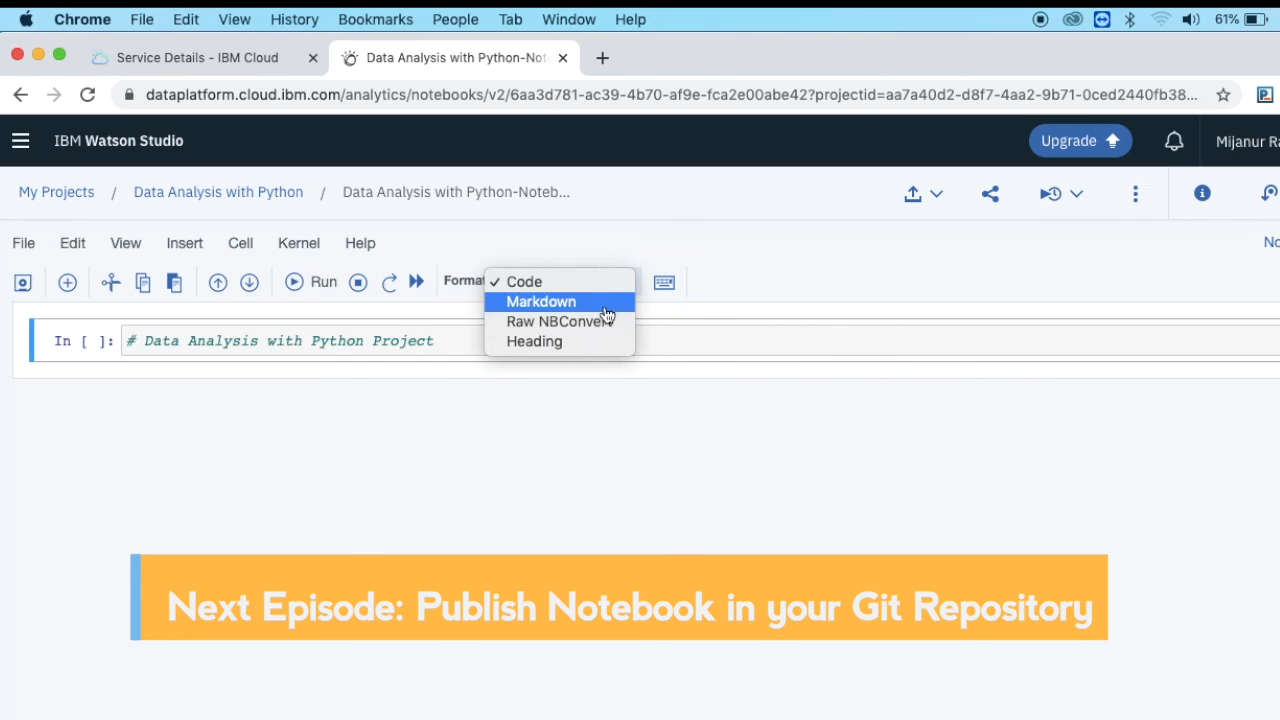 Chrome File Edit View History Bookmarks People Tab Window Help 61%
Service Details - IBM Cloud Data Analysis with Python-Not
dataplatform.cloud.ibm.com/analytics/notebooks/v2/6aa3d781-ac39-4b70-af9e-fca2e00abe42?projectid=aa7a40d2-d8f7-4aa2-9b71-0ced2440fb38...
IBM Watson Studio Upgrade Mijanur Ra
My Projects / Data Analysis with Python / Data Analysis with Python-Noteb...
File Edit View Insert Cell Kernel Help No
Run Format Code
Markdown
Raw NBConvert
In [ ]: # Data Analysis with Python Project Heading
Next Episode: Publish Notebook in your Git Repository